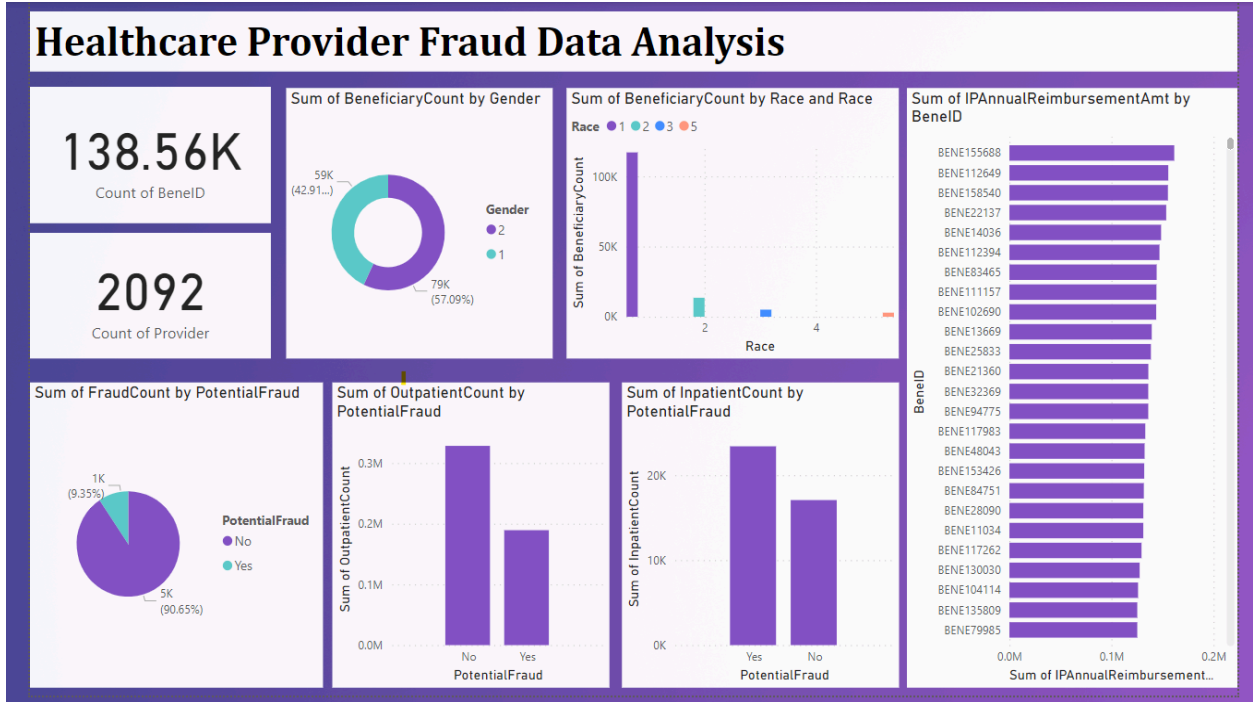 Healthcare Provider Fraud Data Analysis
138.56K
Count of BeneID
2092
Count of Provider
Sum of BeneficiaryCount by Gender
59K
(42.91...)
79K
(57.09%)
Gender
2
1
Sum of BeneficiaryCount by Race and Race
Race 1 2 3 5
Sum of BeneficiaryCount
100K
50K
0K
2 4
Race
Sum of IPAnnualReimbursementAmt by
BeneID
BeneID
BENE155688
BENE112649
BENE158540
BENE22137
BENE14036
BENE112394
BENE83465
BENE111157
BENE102690
BENE13669
BENE25833
BENE21360
BENE32369
BENE94775
BENE117983
BENE48043
BENE153426
BENE84751
BENE28090
BENE11034
BENE117262
BENE130030
BENE104114
BENE135809
BENE79985
0.0M 0.1M 0.2M
Sum of IPAnnualReimbursement...
Sum of FraudCount by PotentialFraud
1K
(9.35%)
5K
(90.65%)
PotentialFraud
No
Yes
Sum of OutpatientCount by
PotentialFraud
Sum of OutpatientCount
0.3M
0.2M
0.1M
0.0M
No Yes
PotentialFraud
Sum of InpatientCount by
PotentialFraud
Sum of InpatientCount
20K
10K
0K
Yes No
PotentialFraud